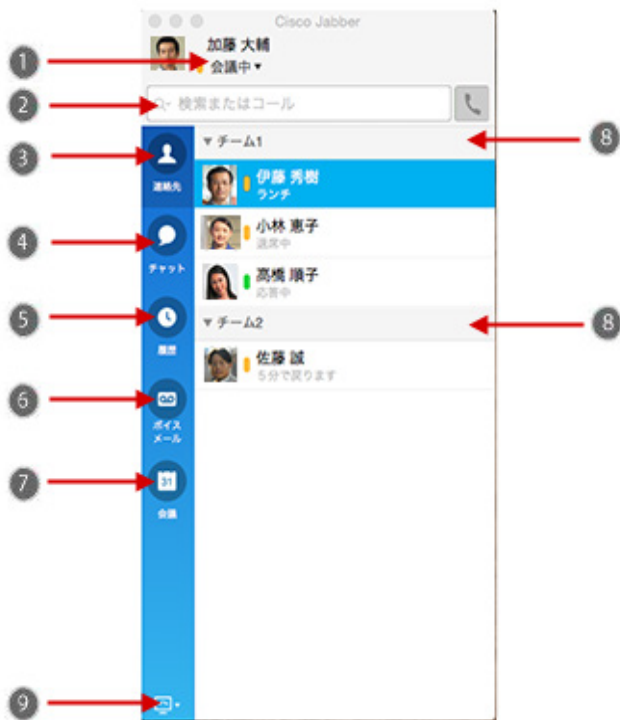 Cisco Jabber
加藤 大輔
1
会議中▼
2
検索またはコール
3
連絡先
▼ チーム1
8
伊藤 秀樹
ランチ
小林 恵子
退席中
4
チャット
高橋 順子
応答中
5
履歴
▼ チーム2
8
佐藤 誠
5分で戻ります
6
ボイス
メール
7
31
会議
9